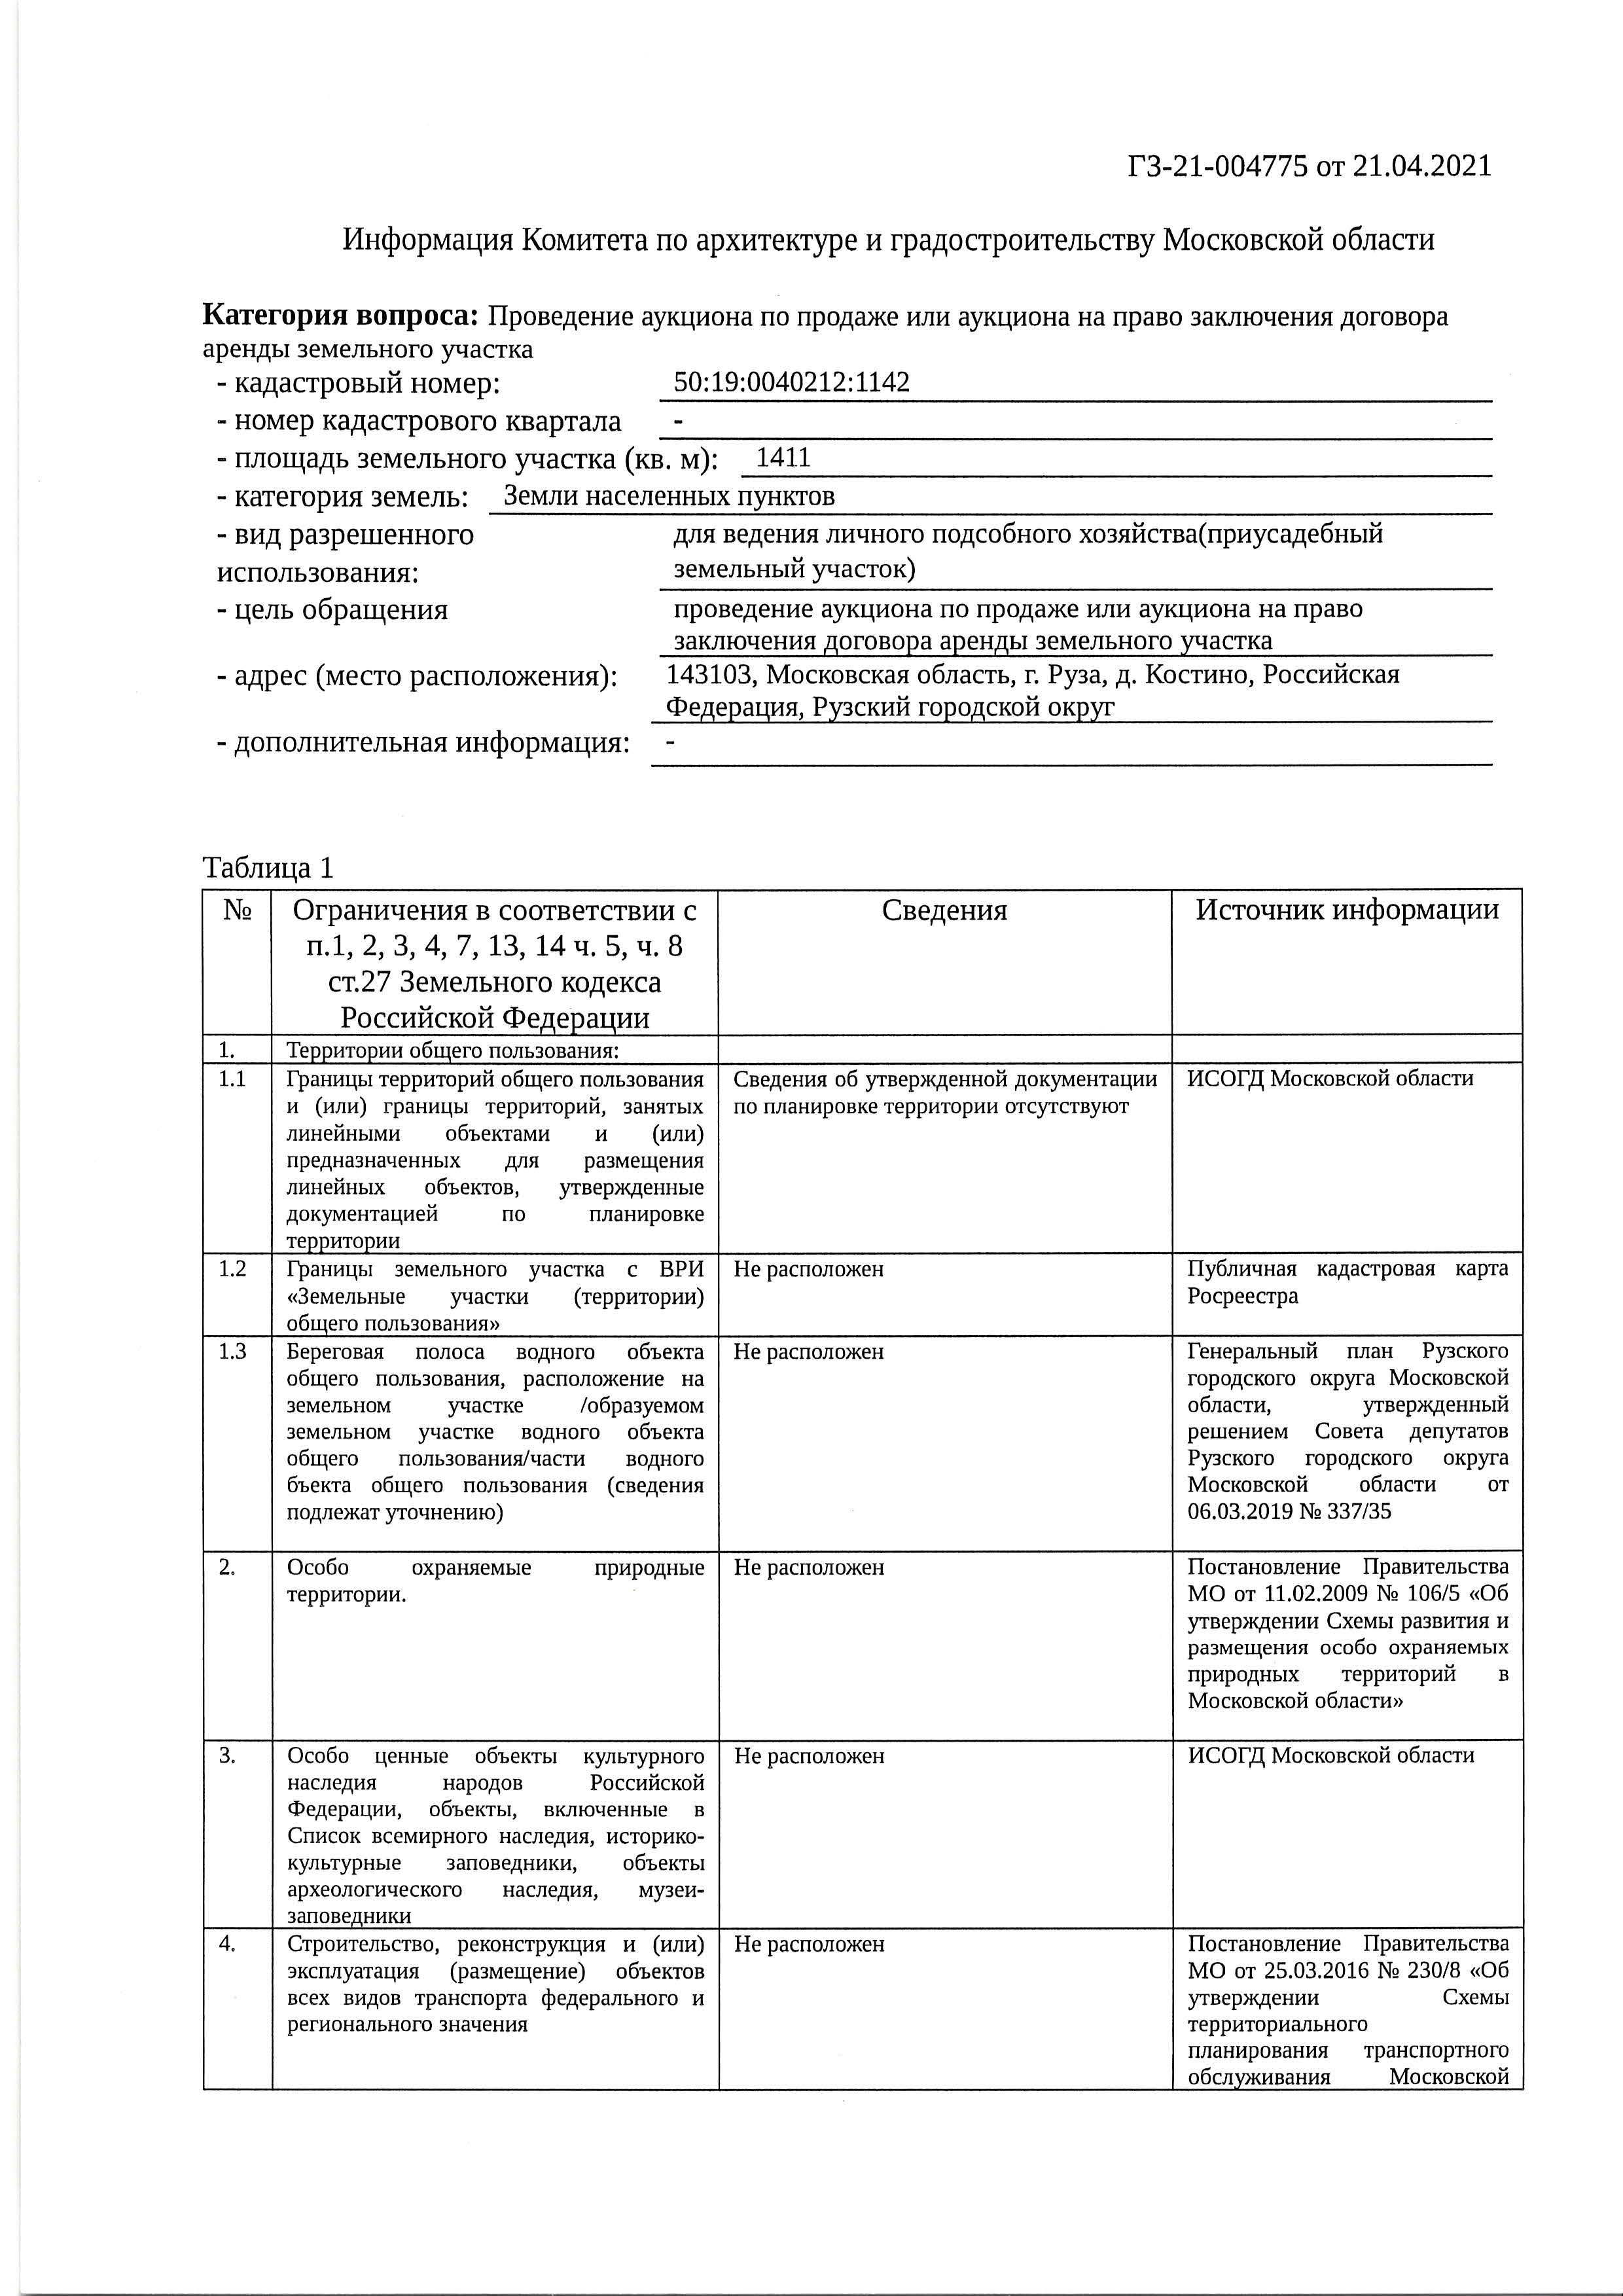 ГЗ-21-004775 от 21.04.2021
Информация Комитета по архитектуре и градостроительству Московской области
Категория вопроса: Проведение аукциона по продаже или аукциона на право заключения договора
аренды земельного участка
- кадастровый номер: 50:19:0040212:1142
- номер кадастрового квартала -
- площадь земельного участка (кв. м): 1411
- категория земель: Земли населенных пунктов
- вид разрешенного
использования:
для ведения личного подсобного хозяйства(приусадебный
земельный участок)
- цель обращения
проведение аукциона по продаже или аукциона на право
заключения договора аренды земельного участка
- адрес (место расположения):
143103, Московская область, г. Руза, д. Костино, Российская
Федерация, Рузский городской округ
- дополнительная информация: -
Таблица 1
№
Ограничения в соответствии с
п.1, 2, 3, 4, 7, 13, 14 ч. 5, ч. 8
ст.27 Земельного кодекса
Российской Федерации
Сведения
Источник информации
1.
Территории общего пользования:
1.1
Границы территорий общего пользования
и (или) границы территорий, занятых
линейными объектами и (или)
предназначенных для размещения
линейных объектов, утвержденные
документацией по планировке
территории
Сведения об утвержденной документации
по планировке территории отсутствуют
ИСОГД Московской области
1.2
Границы земельного участка с ВРИ
«Земельные участки (территории)
общего пользования»
Не расположен
Публичная кадастровая карта
Росреестра
1.3
Береговая полоса водного объекта
общего пользования, расположение на
земельном участке /образуемом
земельном участке водного объекта
общего пользования/части водного
бъекта общего пользования (сведения
подлежат уточнению)
Не расположен
Генеральный план Рузского
городского округа Московской
области, утвержденный
решением Совета депутатов
Рузского городского округа
Московской области от
06.03.2019 № 337/35
2.
Особо охраняемые природные
территории.
Не расположен
Постановление Правительства
МО от 11.02.2009 № 106/5 «Об
утверждении Схемы развития и
размещения особо охраняемых
природных территорий в
Московской области»
3.
Особо ценные объекты культурного
наследия народов Российской
Федерации, объекты, включенные в
Список всемирного наследия, историко-
культурные заповедники, объекты
археологического наследия, музеи-
заповедники
Не расположен
ИСОГД Московской области
4.
Строительство, реконструкция и (или)
эксплуатация (размещение) объектов
всех видов транспорта федерального и
регионального значения
Не расположен
Постановление Правительства
МО от 25.03.2016 № 230/8 «Об
утверждении Схемы
территориального
планирования транспортного
обслуживания Московской